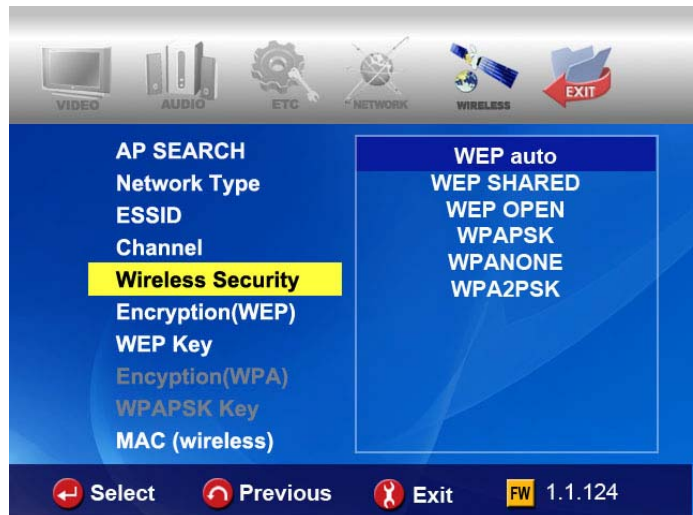 VIDEO
AUDIO
ETC
NETWORK
WIRELESS
EXIT
AP SEARCH
Network Type
ESSID
Channel
Wireless Security
Encryption(WEP)
WEP Key
Encyption(WPA)
WPAPSK Key
MAC (wireless)
WEP auto
WEP SHARED
WEP OPEN
WPAPSK
WPANONE
WPA2PSK
Select
Previous
Exit
FW 1.1.124